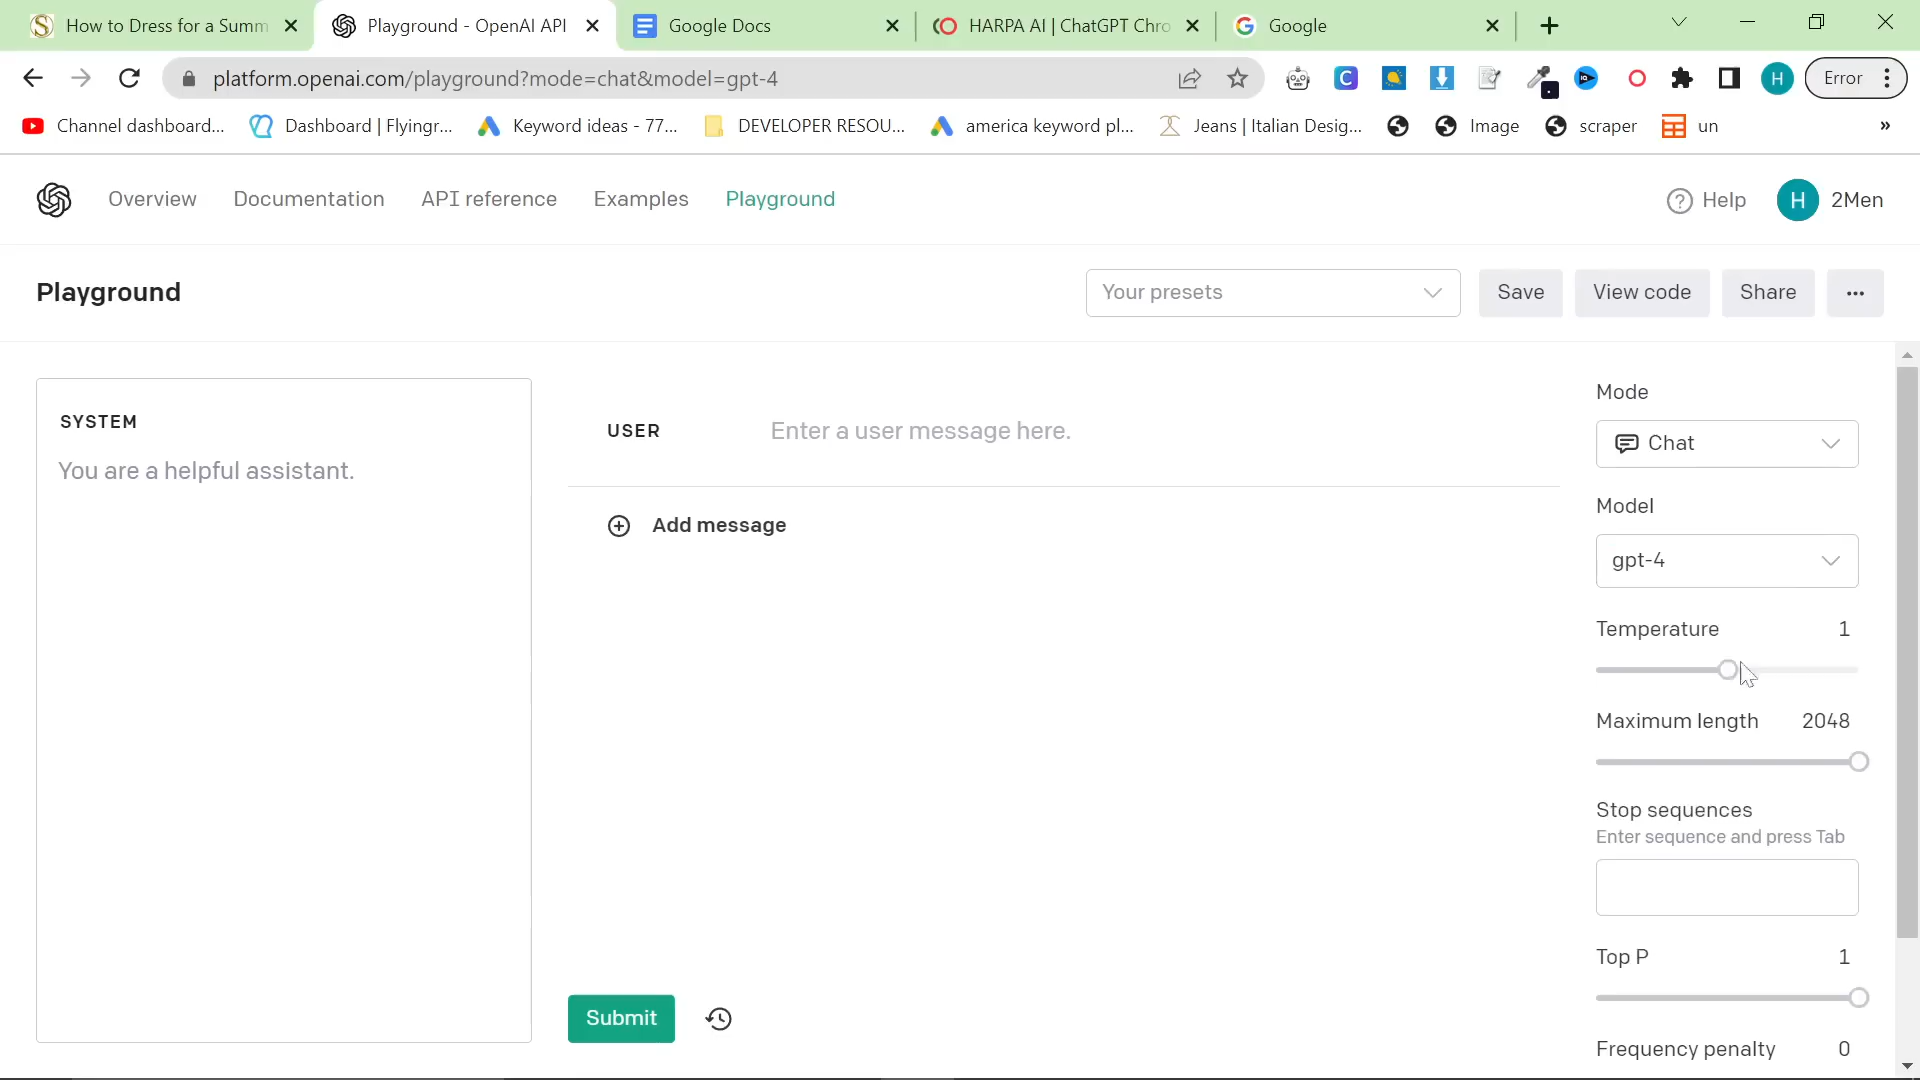 How to Dress for a Summ
Playground - OpenAI API
Google Docs
HARPA AI | ChatGPT Chro
Google
platform.openai.com/playground?mode=chat&model=gpt-4
H
Error
Channel dashboard...
Dashboard | Flyingr...
Keyword ideas - 77...
DEVELOPER RESOU...
america keyword pl...
Jeans | Italian Desig...
Image
scraper
un
»
Overview
Documentation
API reference
Examples
Playground
Help
H
2Men
Playground
Your presets
Save
View code
Share
...
SYSTEM
You are a helpful assistant.
USER
Enter a user message here.
Add message
Submit
Mode
Chat
Model
gpt-4
Temperature 1
Maximum length 2048
Stop sequences
Enter sequence and press Tab
Top P 1
Frequency penalty 0